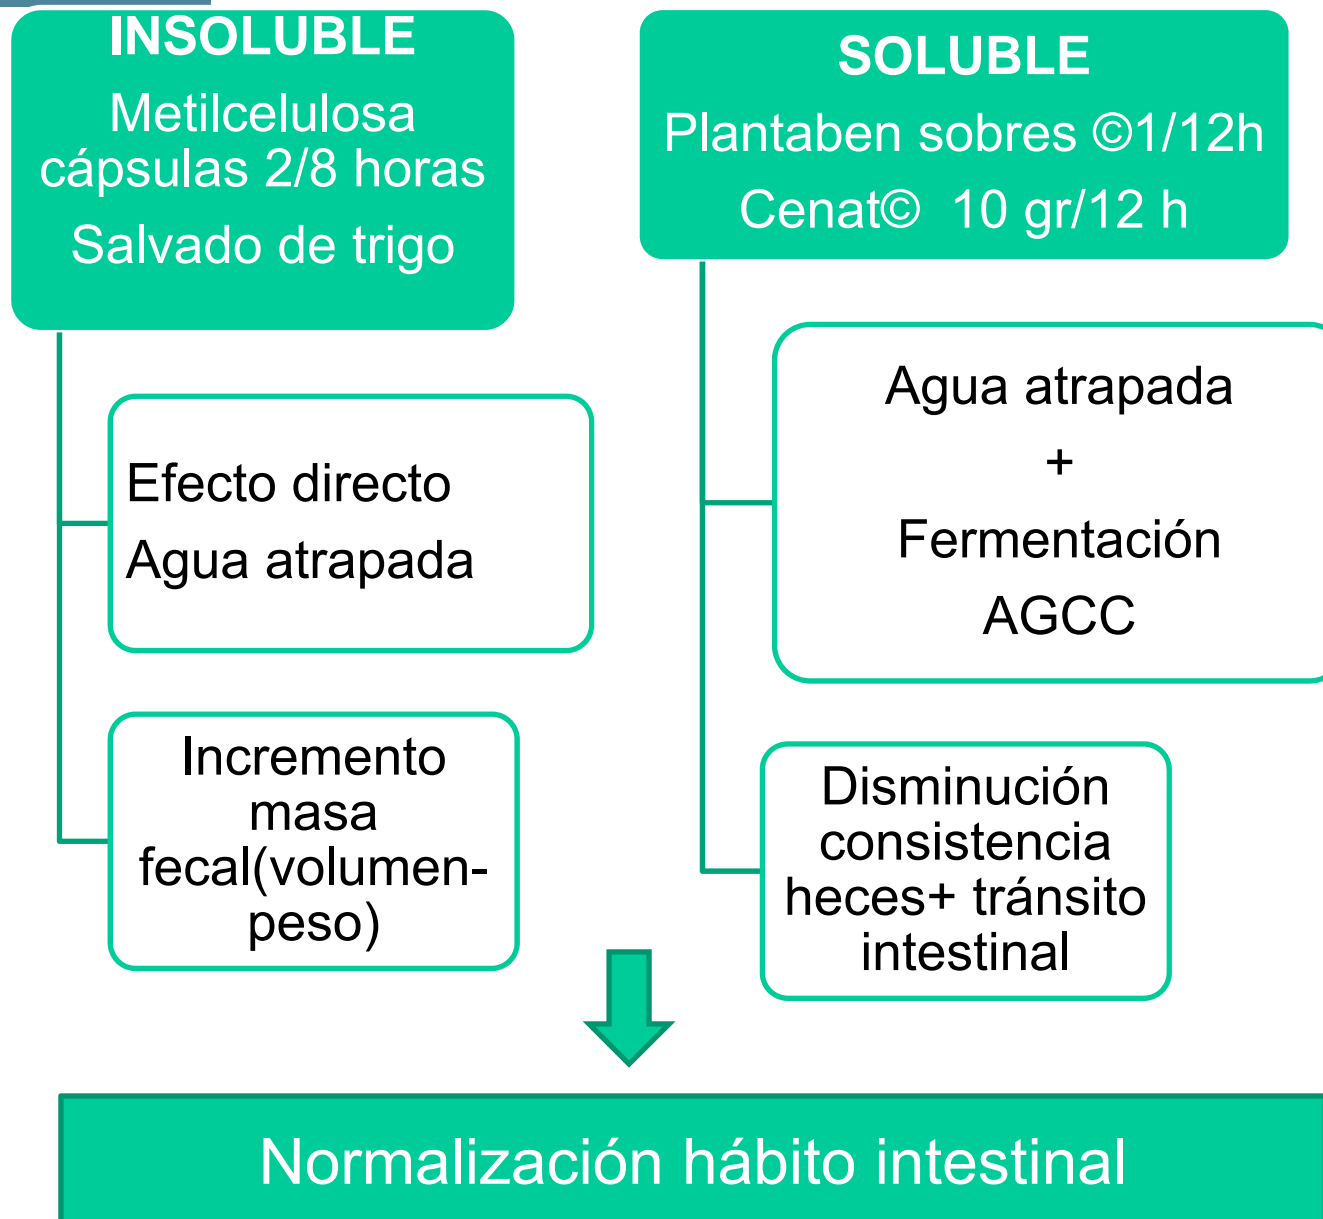 INSOLUBLE
Metilcelulosa
cápsulas 2/8 horas
Salvado de trigo
Efecto directo
Agua atrapada
Incremento
masa
fecal(volumen-
peso)
SOLUBLE
Plantaben sobres ©1/12h
Cenat© 10 gr/12 h
Agua atrapada
+
Fermentación
AGCC
Disminución
consistencia
heces+ tránsito
intestinal
Normalización hábito intestinal